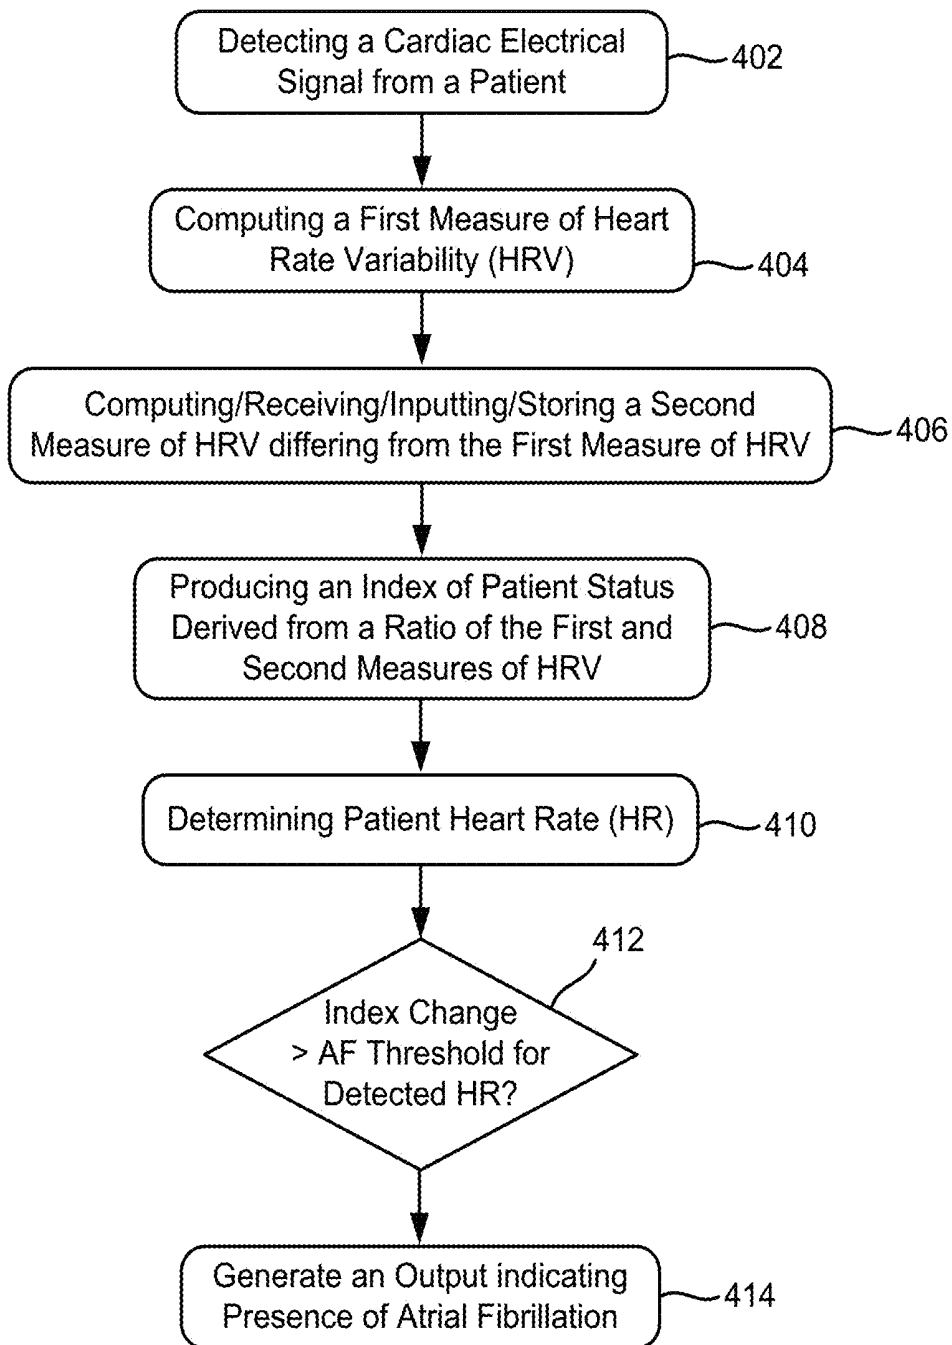 Detecting a Cardiac Electrical
Signal from a Patient
402
Computing a First Measure of Heart
Rate Variability (HRV)
404
Computing/Receiving/Inputting/Storing a Second
Measure of HRV differing from the First Measure of HRV
406
Producing an Index of Patient Status
Derived from a Ratio of the First and
Second Measures of HRV
408
Determining Patient Heart Rate (HR)
410
412
Index Change
> AF Threshold for
Detected HR?
Generate an Output indicating
Presence of Atrial Fibrillation
414